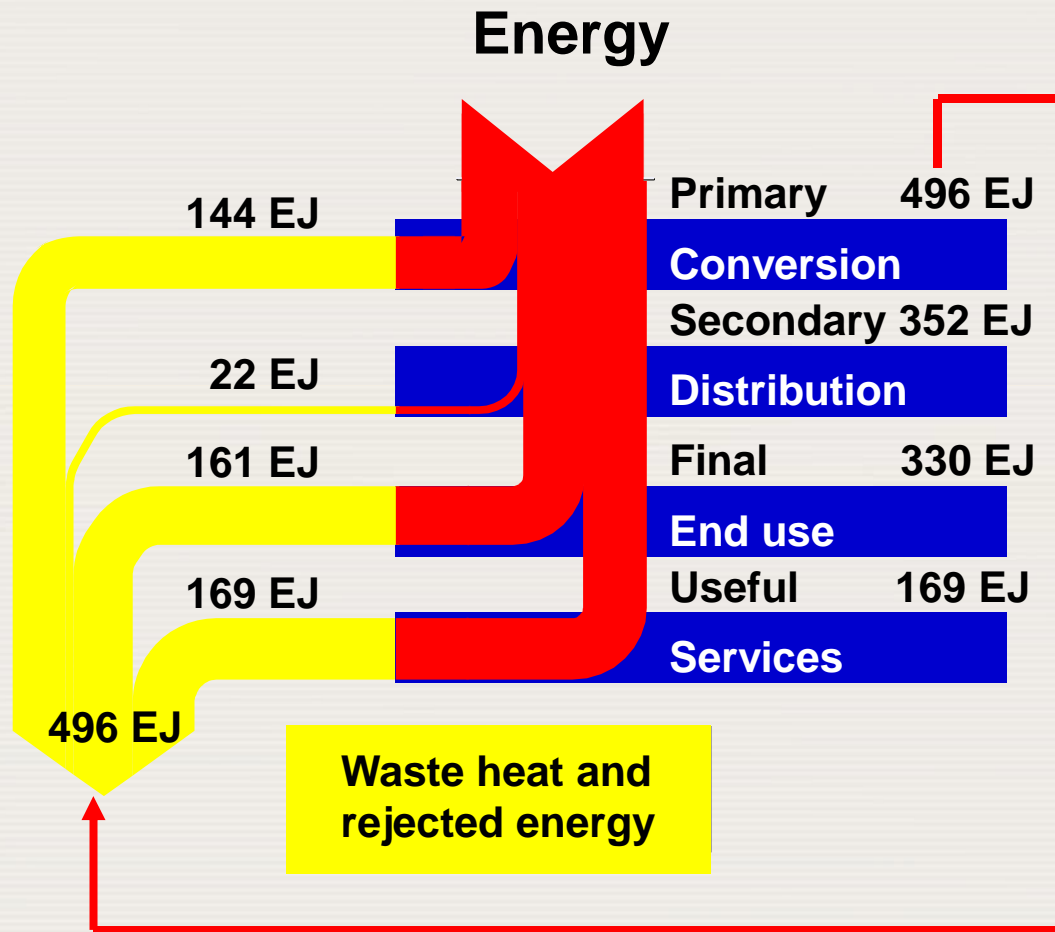 Energy
Primary 496 EJ
144 EJ
Conversion
Secondary 352 EJ
22 EJ
Distribution
Final 330 EJ
161 EJ
End use
Useful 169 EJ
169 EJ
Services
496 EJ
Waste heat and
rejected energy